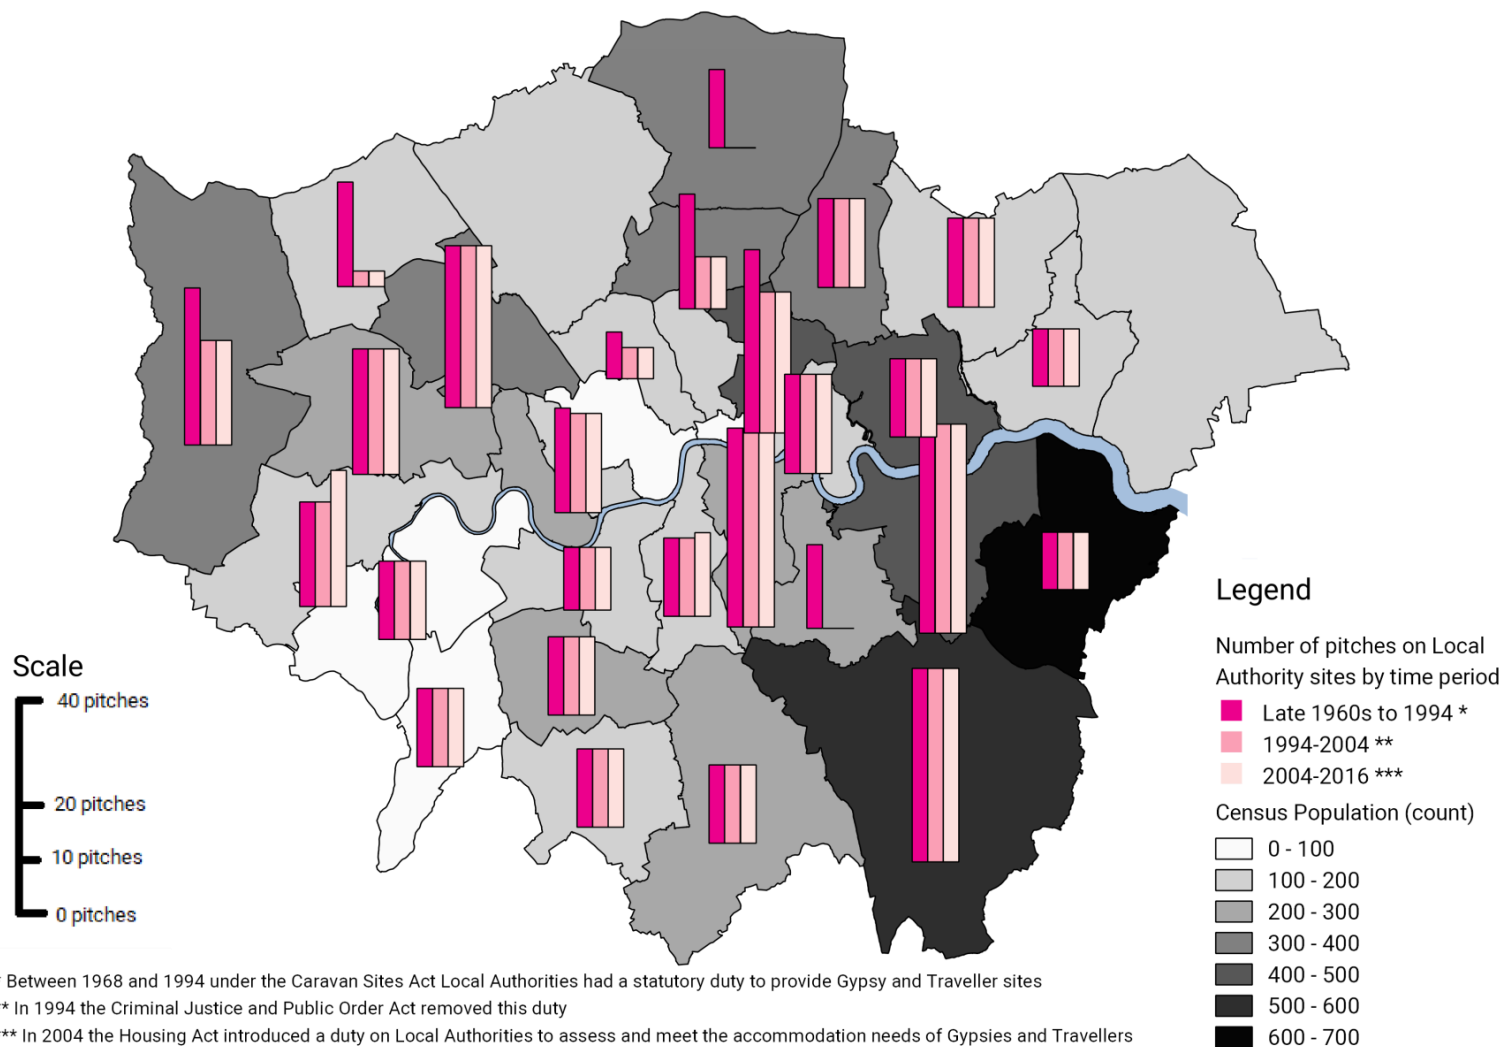 Scale
40 pitches
20 pitches
10 pitches
0 pitches
Legend
Number of pitches on Local
Authority sites by time period
Late 1960s to 1994 *
1994-2004 **
2004-2016 ***
Census Population (count)
0 - 100
100 - 200
200 - 300
300 - 400
400 - 500
500 - 600
600 - 700
* Between 1968 and 1994 under the Caravan Sites Act Local Authorities had a statutory duty to provide Gypsy and Traveller sites
** In 1994 the Criminal Justice and Public Order Act removed this duty
*** In 2004 the Housing Act introduced a duty on Local Authorities to assess and meet the accommodation needs of Gypsies and Travellers